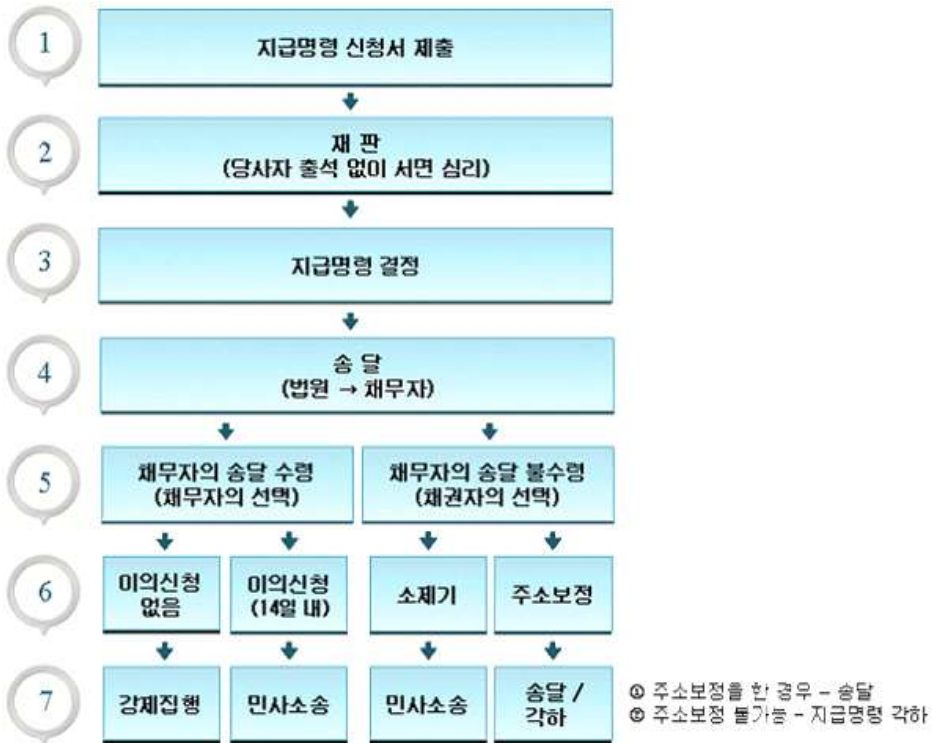 1
지급명령 신청서 제출
2
재 판
(당사자 출석 없이 서면 심리)
3
지급명령 결정
4
송 달
(법원 → 채무자)
5
채무자의 송달 수령
(채무자의 선택)
채무자의 송달 불수령
(채권자의 선택)
6
이의신청
없음
이의신청
(14일 내)
소제기
주소보정
7
강제집행
민사소송
민사소송
송달 /
각하
① 주소보정을 한 경우 - 송달
② 주소보정 불가능 - 지급명령 각하